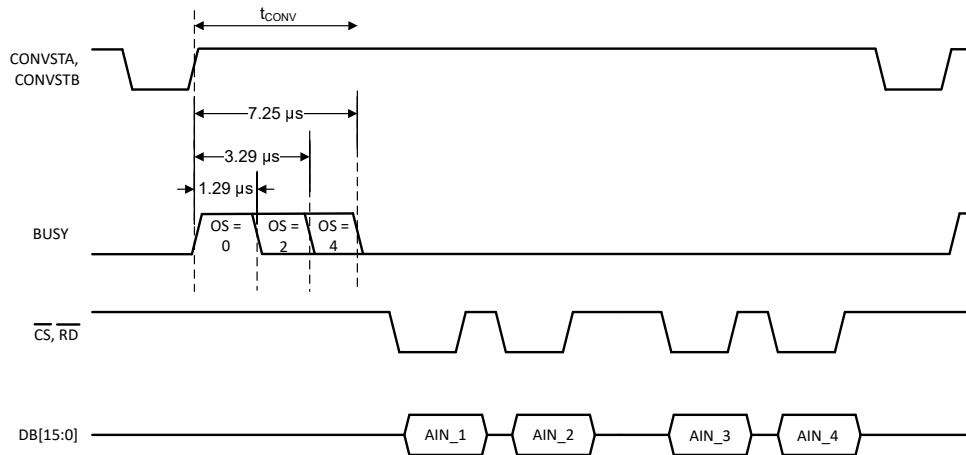 tCONV
CONVSTA,
CONVSTB
7.25 µs
3.29 µs
1.29 µs
BUSY
OS =
0
OS =
2
OS =
4
CS, RD
DB[15:0]
AIN_1
AIN_2
AIN_3
AIN_4